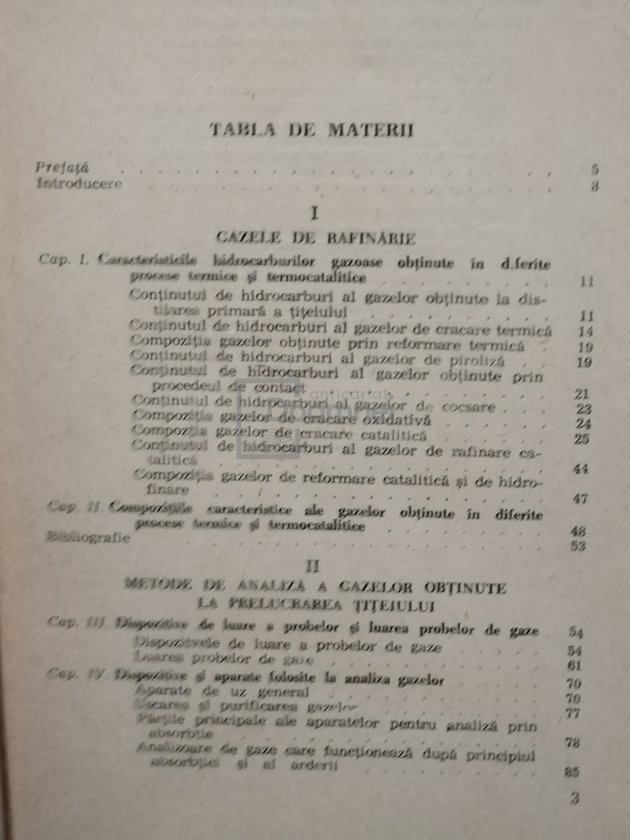 TABLA DE MATERII
Prefață . . . . . . . . . . . . . . . . 5
Introducere . . . . . . . . . . . . . . . . 8
I
GAZELE DE RAFINĂRIE
Cap. I. Caracteristicile hidrocarburilor gazoase obținute în diferite
procese termice și termocatalitice . . . . . . . . 11
Conținutul de hidrocarburi al gazelor obținute la dis-
tilarea primară a țițeiului . . . . . . . . 11
Conținutul de hidrocarburi al gazelor de cracare termică 14
Compoziția gazelor obținute prin reformare termică . 19
Conținutul de hidrocarburi al gazelor de piroliză . . 19
Conținutul de hidrocarburi al gazelor obținute prin
procedeul de contact . . . . . . . . 21
Conținutul de hidrocarburi al gazelor de cocsare . . . 23
Compoziția gazelor de cracare oxidativă . . . . 24
Compoziția gazelor de cracare catalitică . . . . 25
Conținutul de hidrocarburi al gazelor de rafinare ca-
talitică . . . . . . . . . . . . 44
Compoziția gazelor de reformare catalitică și de hidro-
finare . . . . . . . . . . . . 47
Cap. II. Compozițiile caracteristice ale gazelor obținute în diferite
procese termice și termocatalitice . . . . . . 48
Bibliografie . . . . . . . . . . . . . . 53
II
METODE DE ANALIZĂ A GAZELOR OBȚINUTE
LA PRELUCRAREA ȚIȚEIULUI
Cap. III. Dispozitive de luare a probelor și luarea probelor de gaze 54
Dispozitivele de luare a probelor de gaze . . . . 54
Luarea probelor de gaze . . . . . . . . 61
Cap. IV. Dispozitive și aparate folosite la analiza gazelor . . . 70
Aparate de uz general . . . . . . . . 70
Uscarea și purificarea gazelor . . . . . . 77
Părțile principale ale aparatelor pentru analiză prin
absorbție . . . . . . . . . . . . 78
Analizoare de gaze care funcționează după principiul
absorbției și al arderii . . . . . . . . 85
3
anticariat